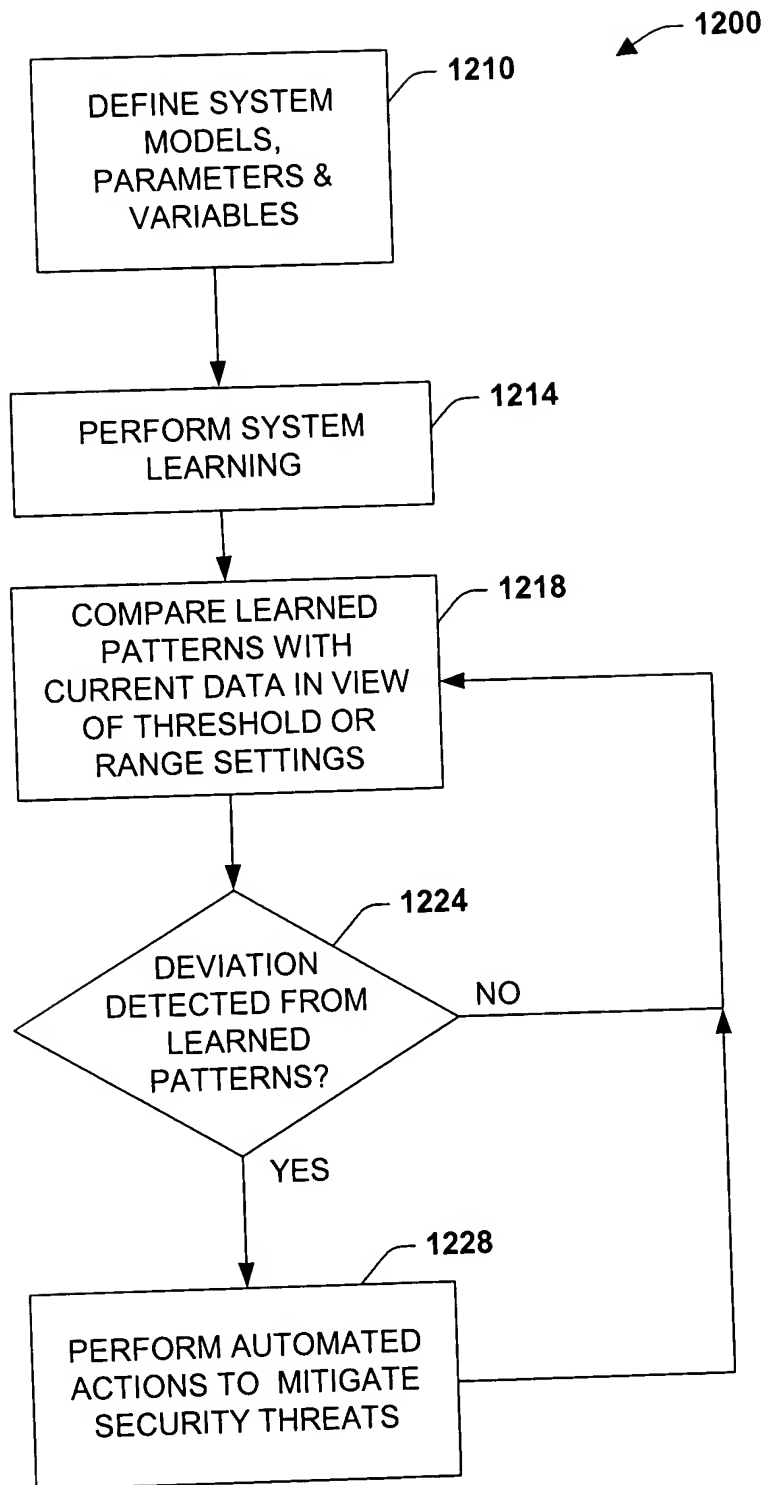 1200
1210
DEFINE SYSTEM
MODELS,
PARAMETERS &
VARIABLES
1214
PERFORM SYSTEM
LEARNING
1218
COMPARE LEARNED
PATTERNS WITH
CURRENT DATA IN VIEW
OF THRESHOLD OR
RANGE SETTINGS
1224
DEVIATION
DETECTED FROM
LEARNED
PATTERNS?
NO
YES
1228
PERFORM AUTOMATED
ACTIONS TO MITIGATE
SECURITY THREATS